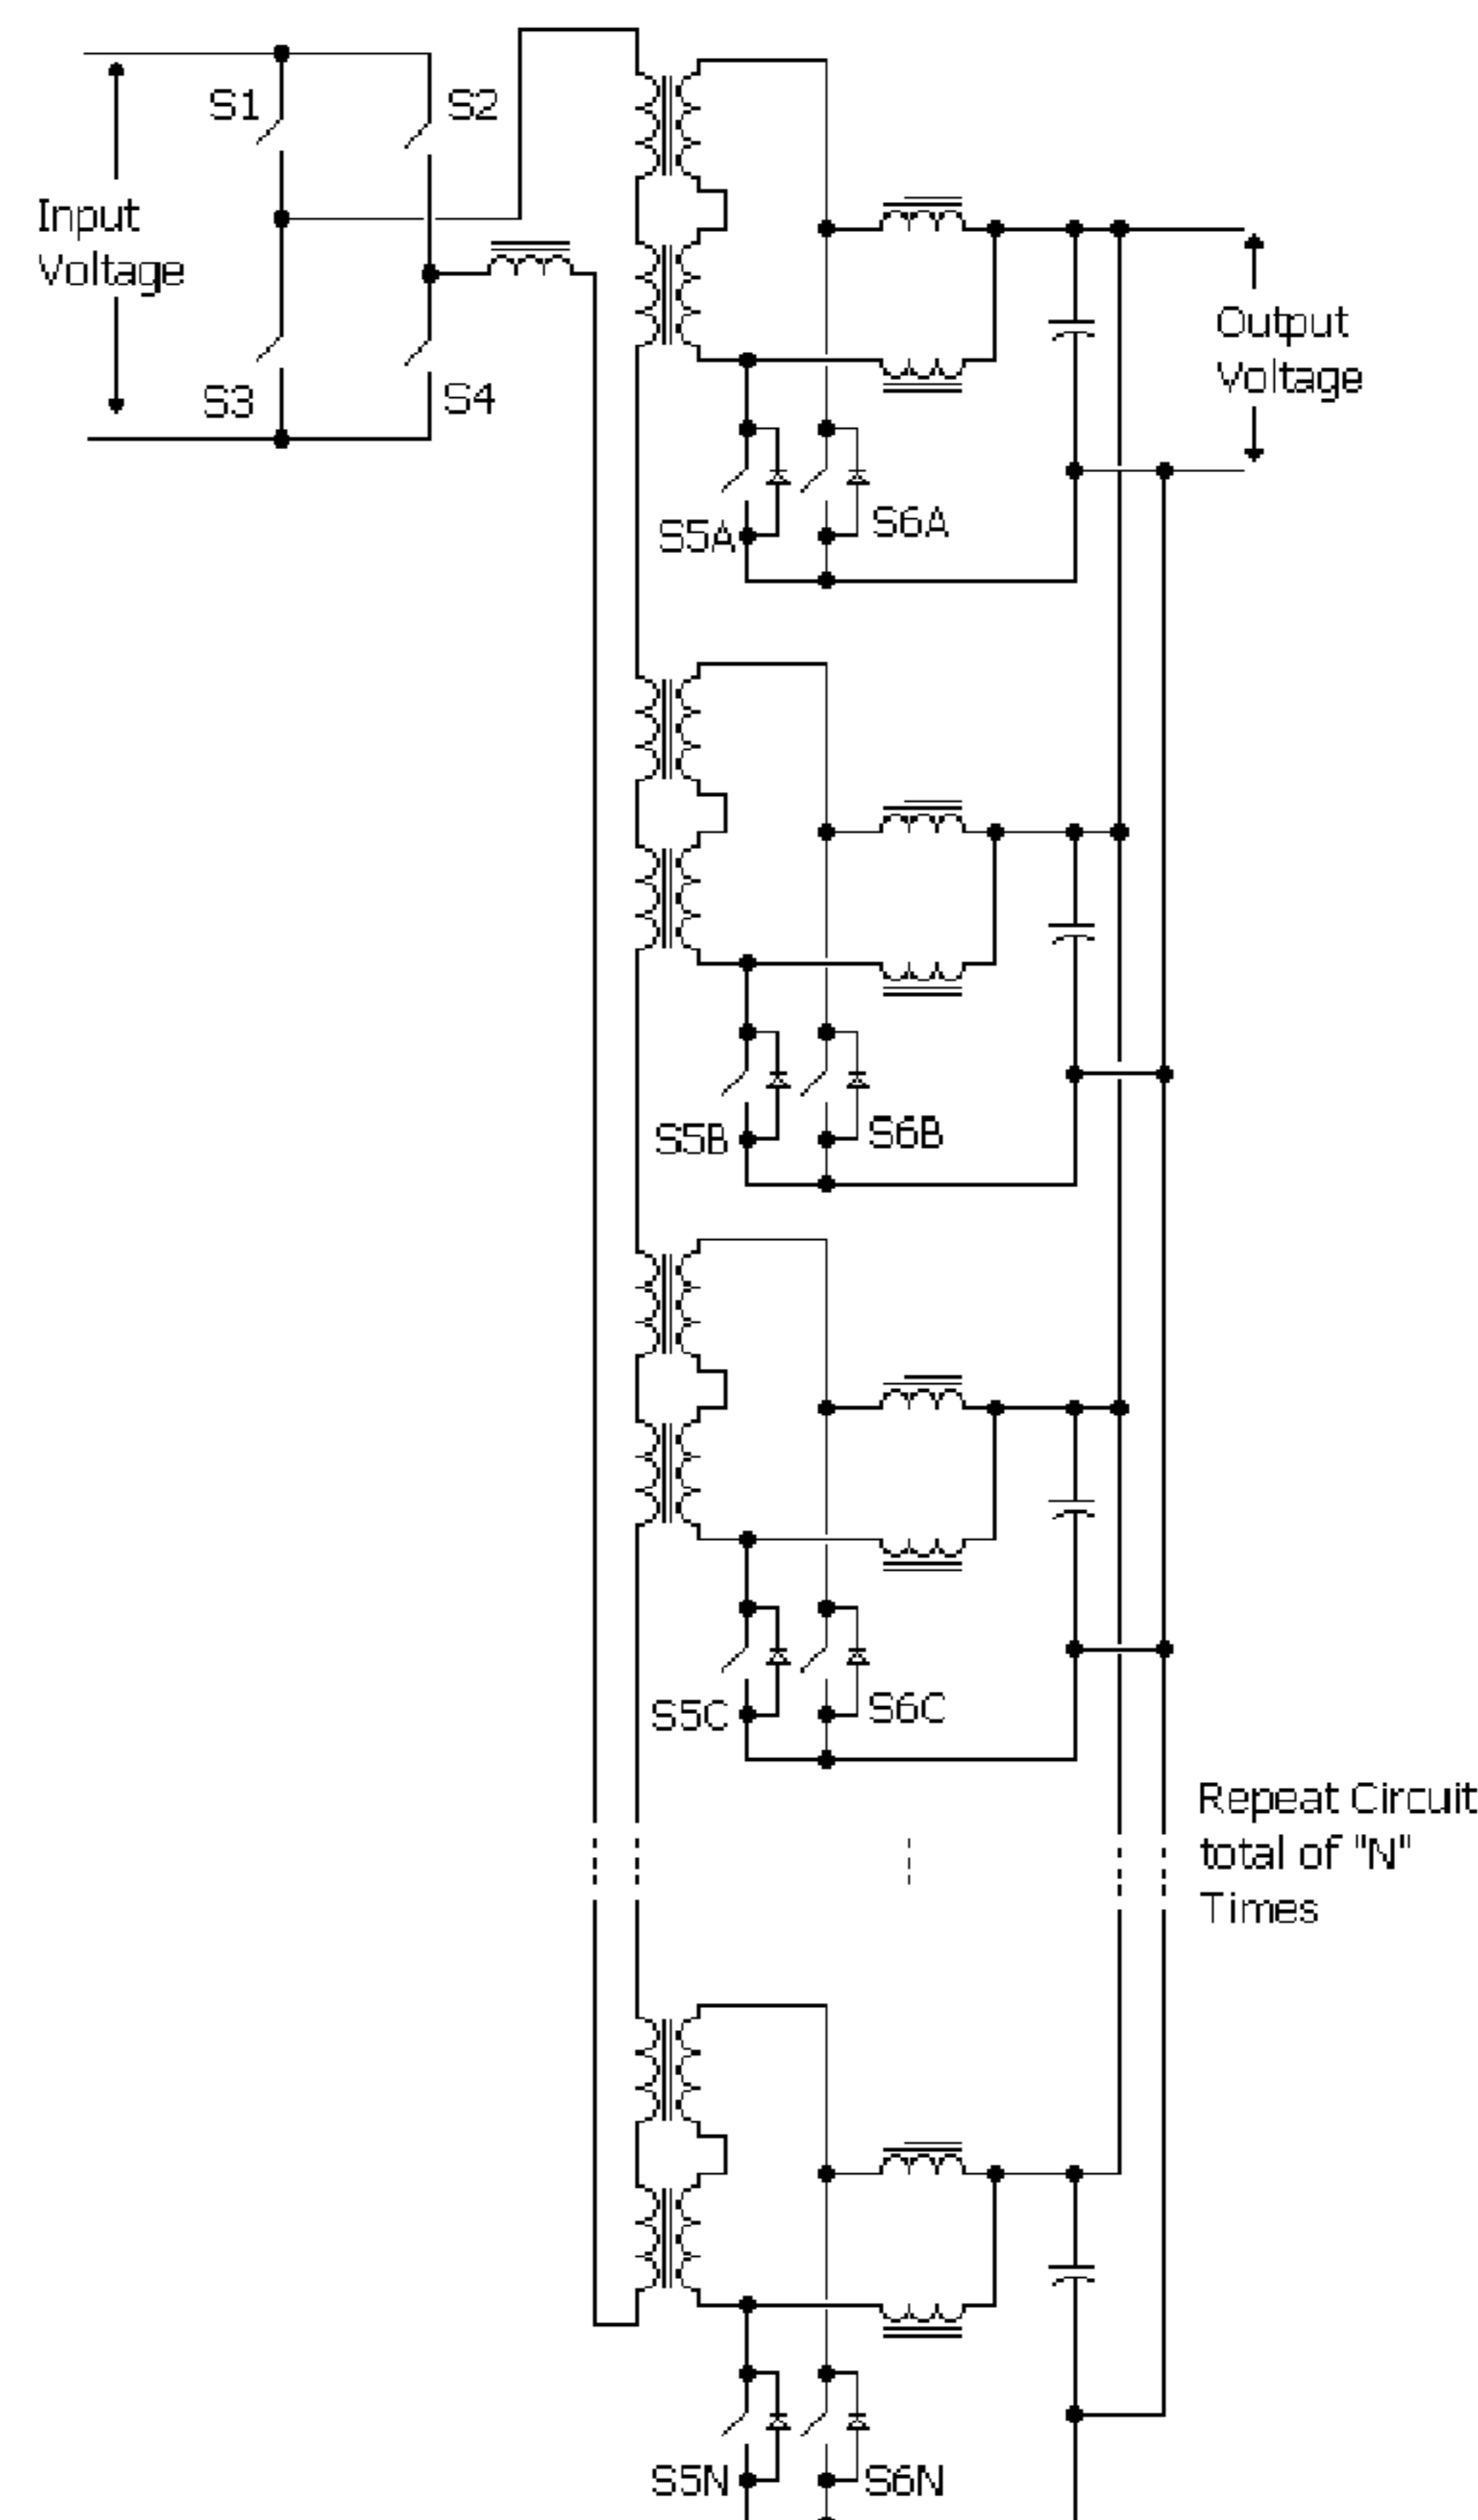 S1
S2
Input
Voltage
Output
Voltage
S3
S4
S5A
S6A
S5B
S6B
S5C
S6C
Repeat Circuit
total of "N"
Times
S5N
S6N